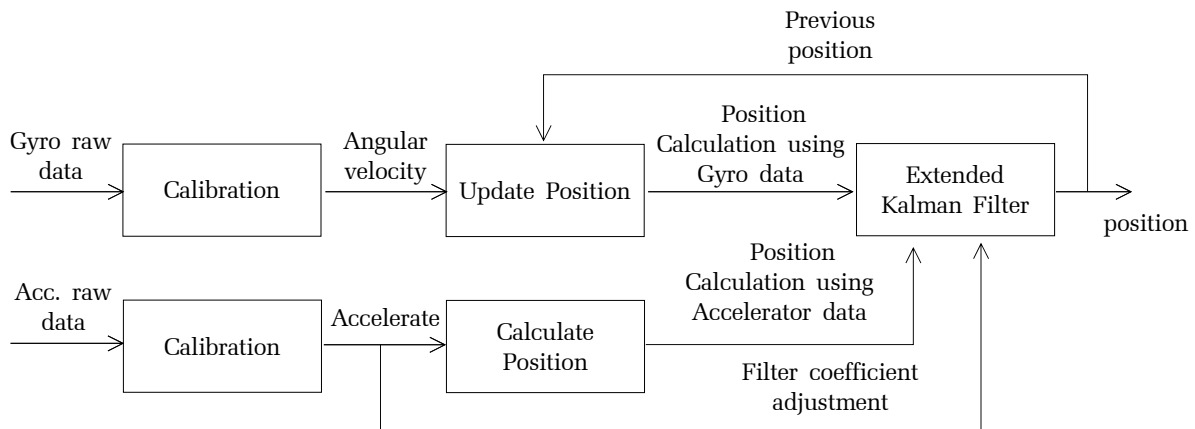 Previous
position
Gyro raw
data
Calibration
Angular
velocity
Update Position
Position
Calculation using
Gyro data
Extended
Kalman Filter
position
Acc. raw
data
Calibration
Accelerate
Calculate
Position
Position
Calculation using
Accelerator data
Filter coefficient
adjustment